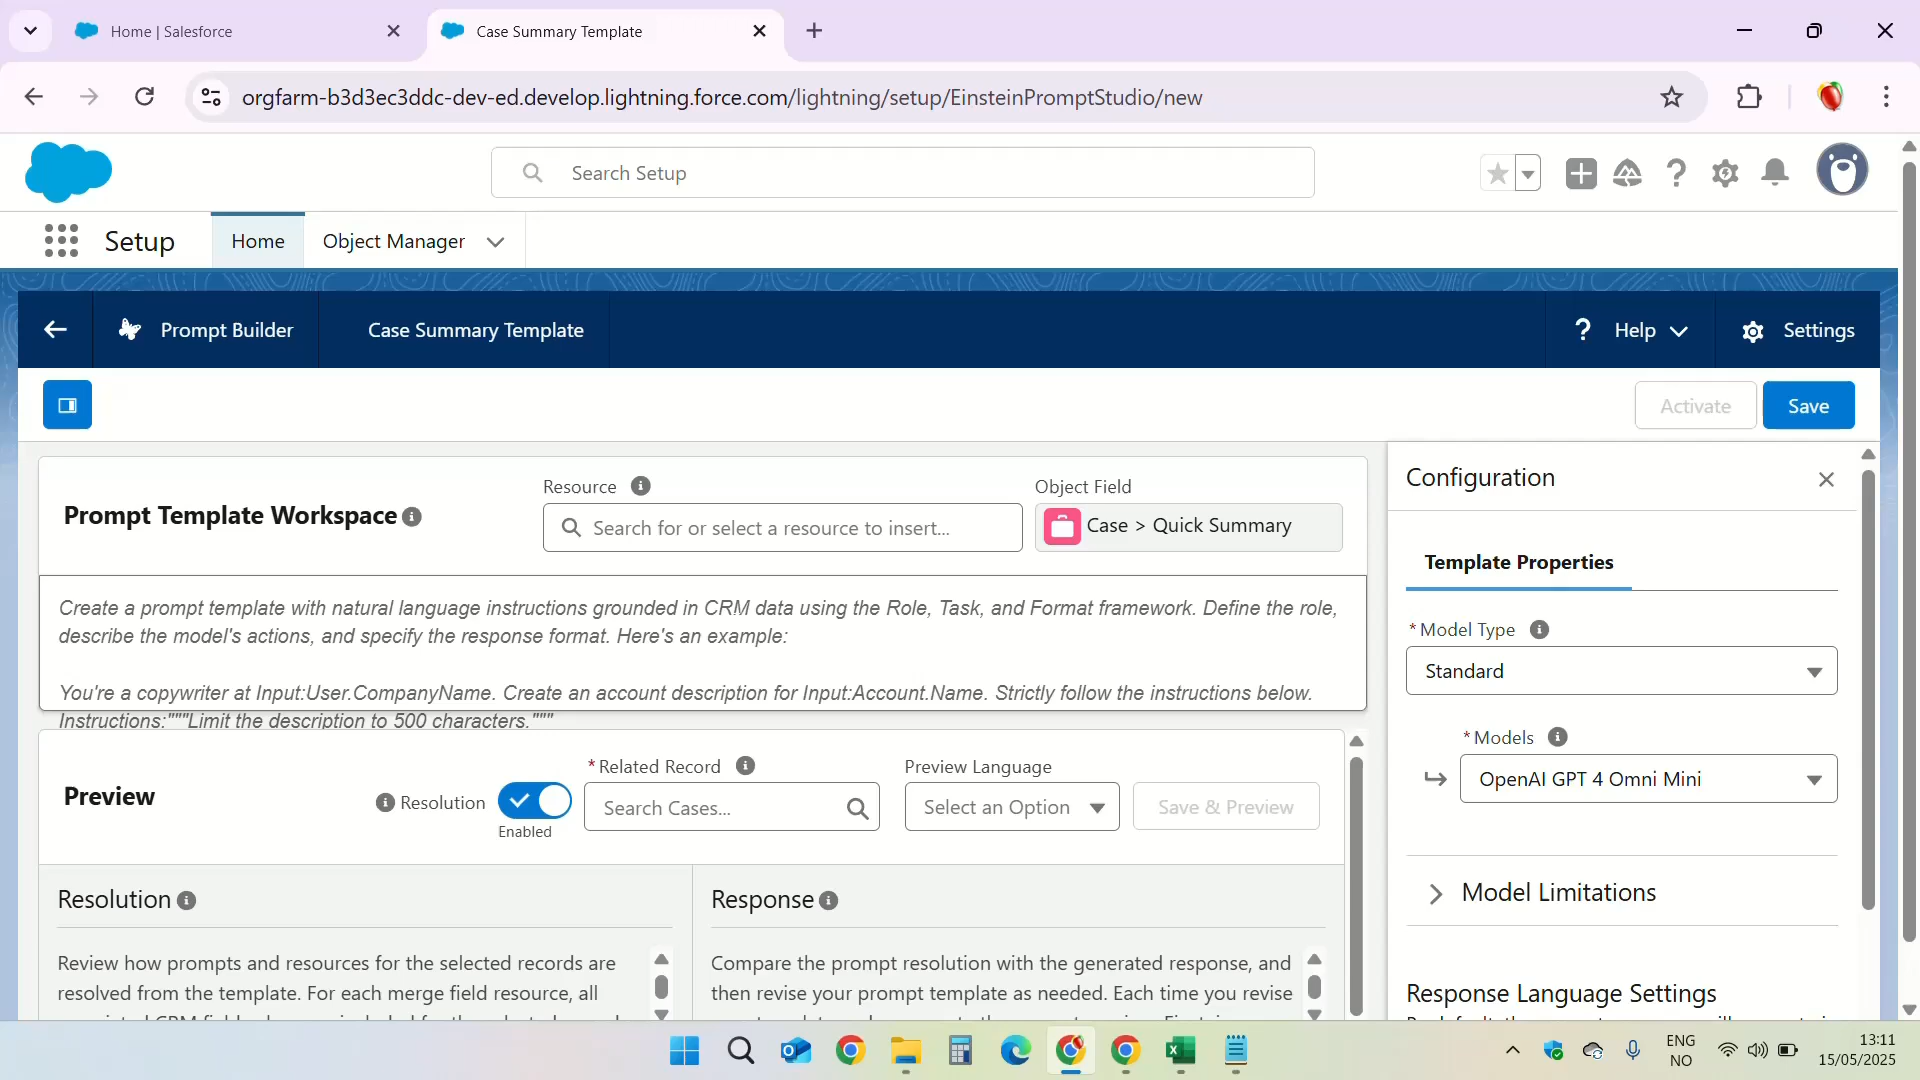 Home | Salesforce
Case Summary Template
orgfarm-b3d3ec3ddc-dev-ed.develop.lightning.force.com/lightning/setup/EinsteinPromptStudio/new
Search Setup
Setup
Home
Object Manager
Prompt Builder
Case Summary Template
Help
Settings
Activate
Save
Prompt Template Workspace
Resource
Search for or select a resource to insert...
Object Field
Case > Quick Summary
Create a prompt template with natural language instructions grounded in CRM data using the Role, Task, and Format framework. Define the role,
describe the model's actions, and specify the response format. Here's an example:
You're a copywriter at Input:User.CompanyName. Create an account description for Input:Account.Name. Strictly follow the instructions below.
Instructions:"""Limit the description to 500 characters."""
Preview
Resolution
Enabled
*Related Record
Search Cases...
Preview Language
Select an Option
Save & Preview
Resolution
Review how prompts and resources for the selected records are
resolved from the template. For each merge field resource, all
Response
Compare the prompt resolution with the generated response, and
then revise your prompt template as needed. Each time you revise
Configuration
Template Properties
*Model Type
Standard
*Models
OpenAI GPT 4 Omni Mini
Model Limitations
Response Language Settings
ENG
NO
13:11
15/05/2025